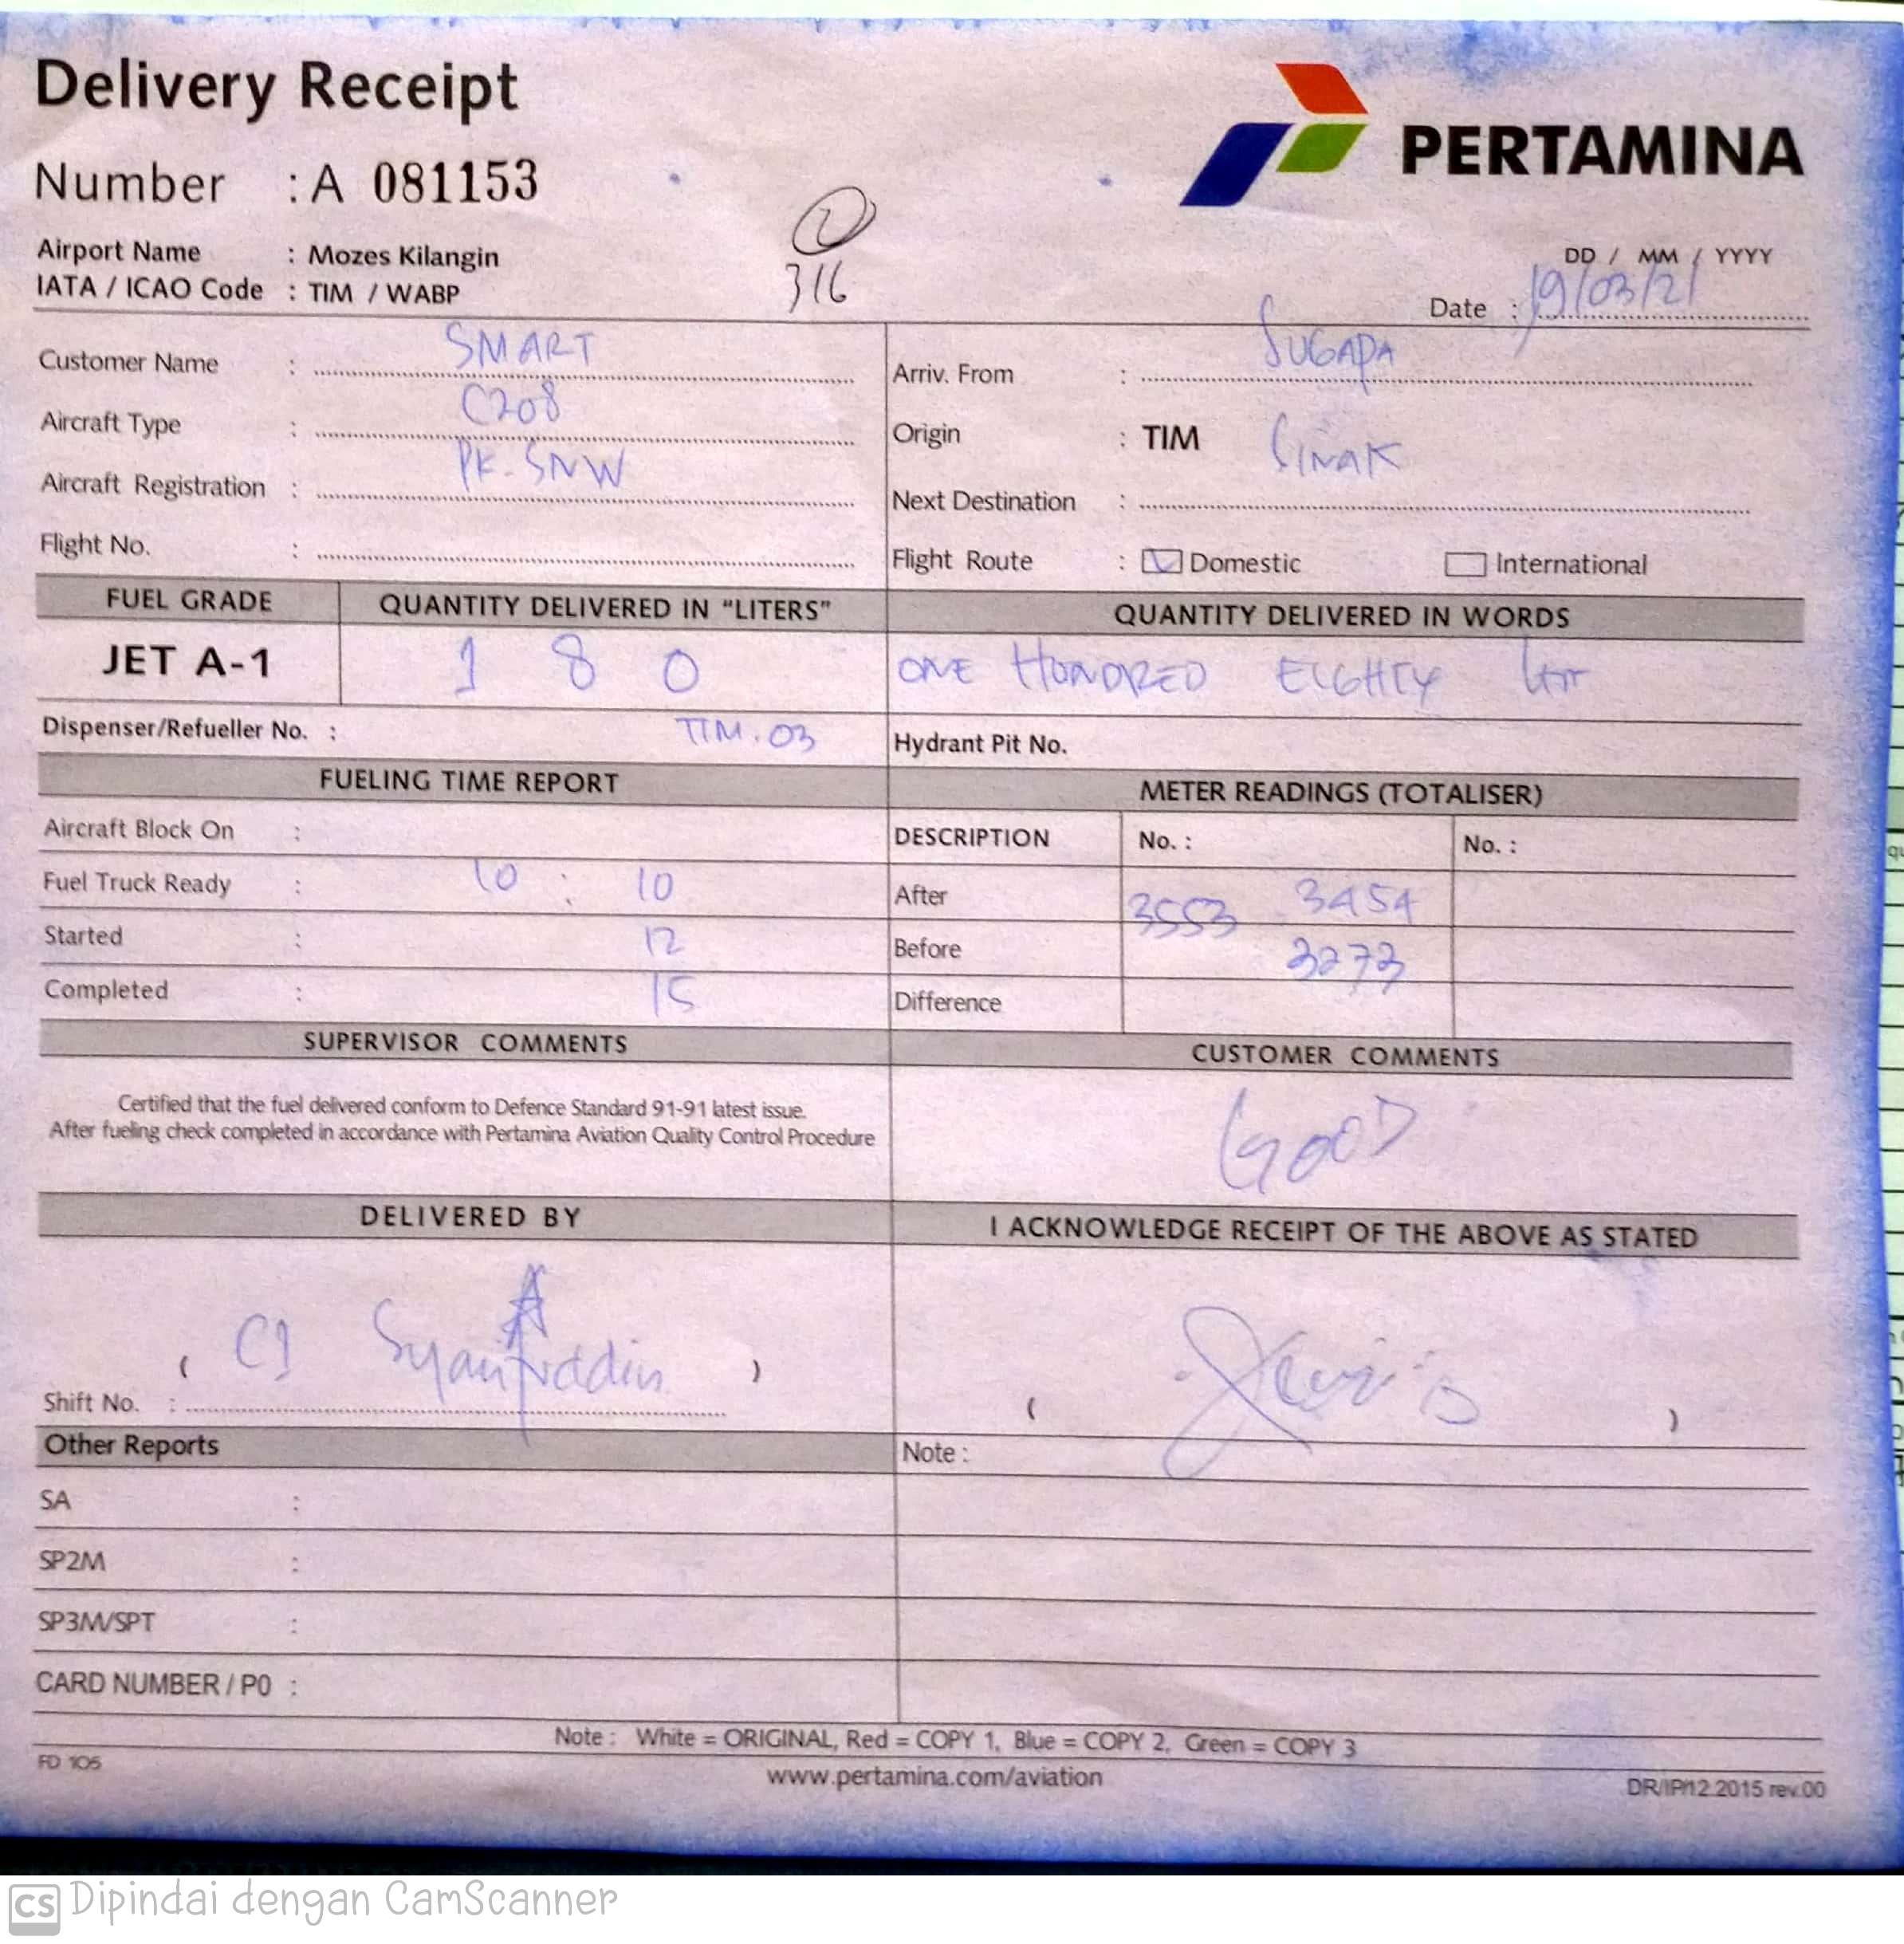 Delivery Receipt
PERTAMINA
Number : A 081153
316
Airport Name : Mozes Kilangin
IATA / ICAO Code : TIM / WABP
DD / MM / YYYY
Date : 19/03/21
Customer Name : SMART
Arriv. From : SUGAPA
Aircraft Type : C208
Origin : TIM SINAK
Aircraft Registration : PK-SNW
Next Destination :
Flight No. :
Flight Route : Domestic International
FUEL GRADE QUANTITY DELIVERED IN "LITERS" QUANTITY DELIVERED IN WORDS
JET A-1 1 8 0 ONE HUNDRED EIGHTY
Dispenser/Refueller No. : TIM.03 Hydrant Pit No.
FUELING TIME REPORT METER READINGS (TOTALISER)
Aircraft Block On : DESCRIPTION No. : No. :
Fuel Truck Ready : 10 : 10 After 3553 3454
Started : 12 Before 3273
Completed : 15 Difference
SUPERVISOR COMMENTS CUSTOMER COMMENTS
Certified that the fuel delivered conform to Defence Standard 91-91 latest issue.
After fueling check completed in accordance with Pertamina Aviation Quality Control Procedure
GOOD
DELIVERED BY I ACKNOWLEDGE RECEIPT OF THE ABOVE AS STATED
( C1 Syarifuddin )
Shift No. : ( )
Other Reports Note :
SA :
SP2M :
SP3M/SPT :
CARD NUMBER / P0 :
Note : White = ORIGINAL, Red = COPY 1, Blue = COPY 2, Green = COPY 3
FD 105 www.pertamina.com/aviation DR/IP/12.2015 rev.00
CS Dipindai dengan CamScanner